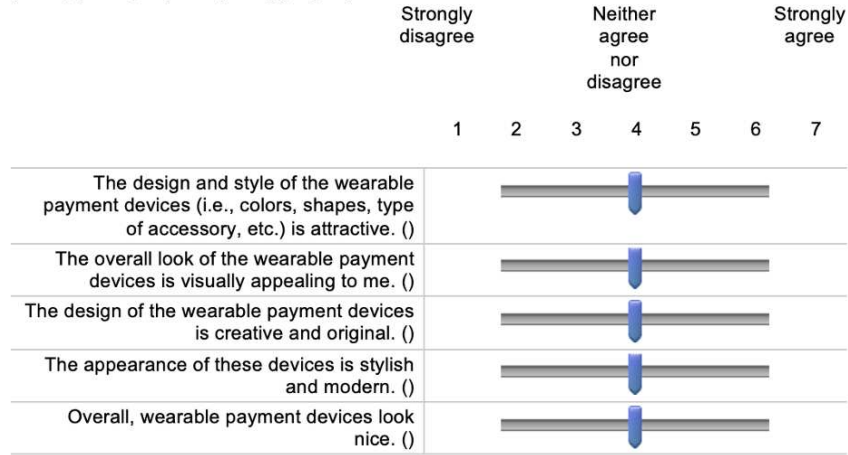 Strongly disagree
Neither agree nor disagree
Strongly agree
1 2 3 4 5 6 7
The design and style of the wearable
payment devices (i.e., colors, shapes, type
of accessory, etc.) is attractive. ()
The overall look of the wearable payment
devices is visually appealing to me. ()
The design of the wearable payment devices
is creative and original. ()
The appearance of these devices is stylish
and modern. ()
Overall, wearable payment devices look
nice. ()